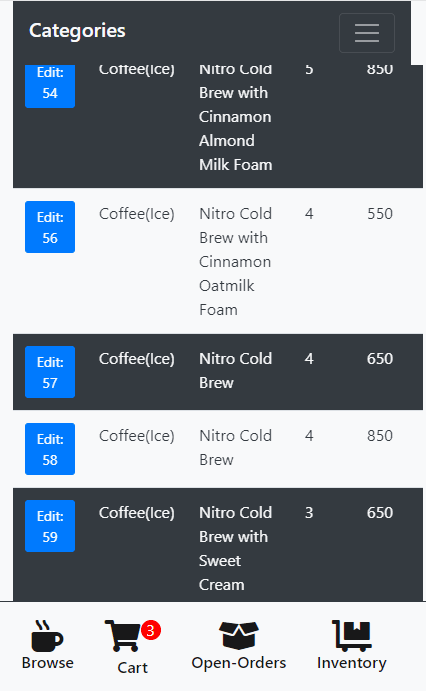 Categories
Edit: 54 Coffee(Ice) Nitro Cold 5 850
Brew with
Cinnamon
Almond
Milk Foam
Edit: 56 Coffee(Ice) Nitro Cold 4 550
Brew with
Cinnamon
Oatmilk
Foam
Edit: 57 Coffee(Ice) Nitro Cold 4 650
Brew
Edit: 58 Coffee(Ice) Nitro Cold 4 850
Brew
Edit: 59 Coffee(Ice) Nitro Cold 3 650
Brew with
Sweet
Cream
3
Browse Cart Open-Orders Inventory